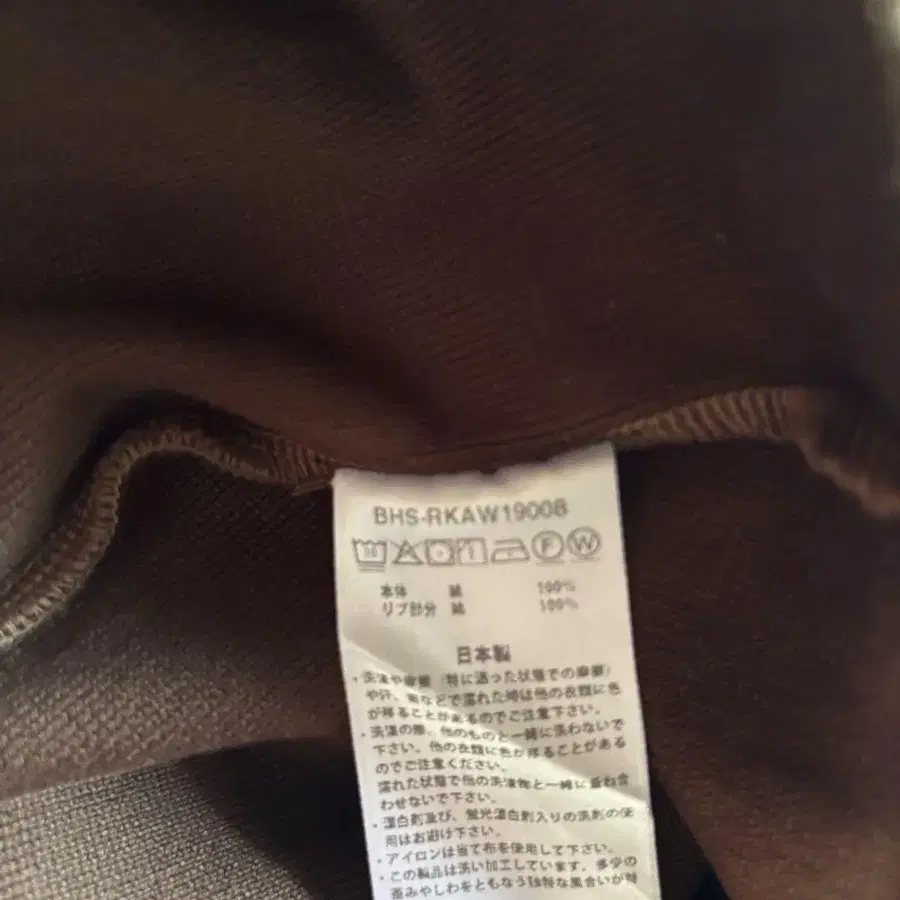 BHS-RKAW19008
F W
本体 綿 100%
リブ部分 綿 100%
日本製
・洗濯や摩擦(特に湿った状態での摩擦)
や汗、雨などで濡れた時は他の衣類に色
が移ることがあるのでご注意下さい。
・洗濯の際、他のものと一緒に洗わないで
下さい。他の衣類に色が移ることがある
のでご注意ください。
濡れた状態で他の洗濯物と一緒に重ね合
わせないで下さい。
・漂白剤及び、蛍光漂白剤入りの洗剤の使
用はお避け下さい。
・アイロンは当て布を使用して下さい。
・この製品は洗い加工しています。多少の
歪みやしわをともなう独特な風合いが特